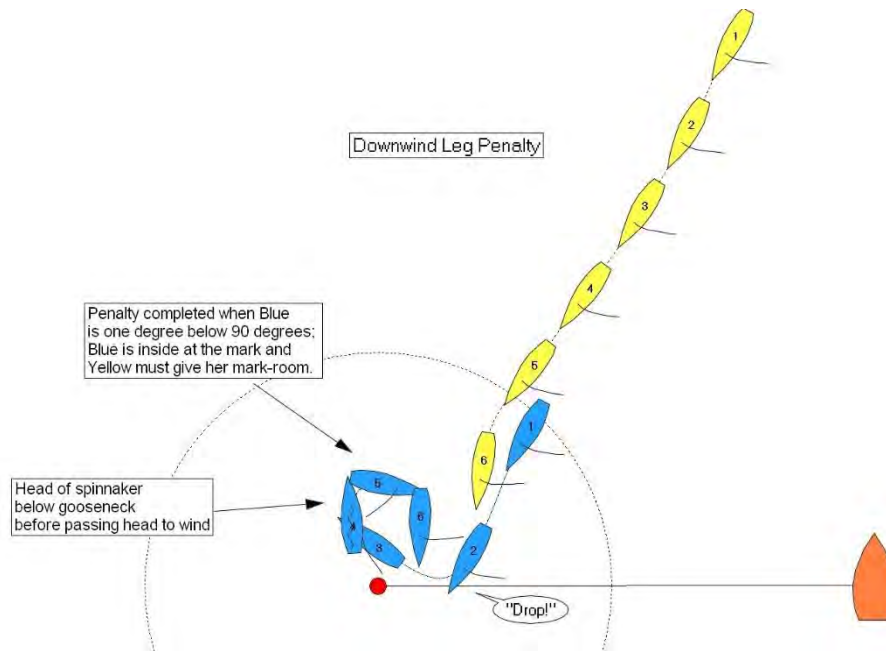 1
2
Downwind Leg Penalty
3
4
Penalty completed when Blue
is one degree below 90 degrees;
Blue is inside at the mark and
Yellow must give her mark-room.
5
1
6
Head of spinnaker
below gooseneck
before passing head to wind
5
6
4
3
2
"Drop!"